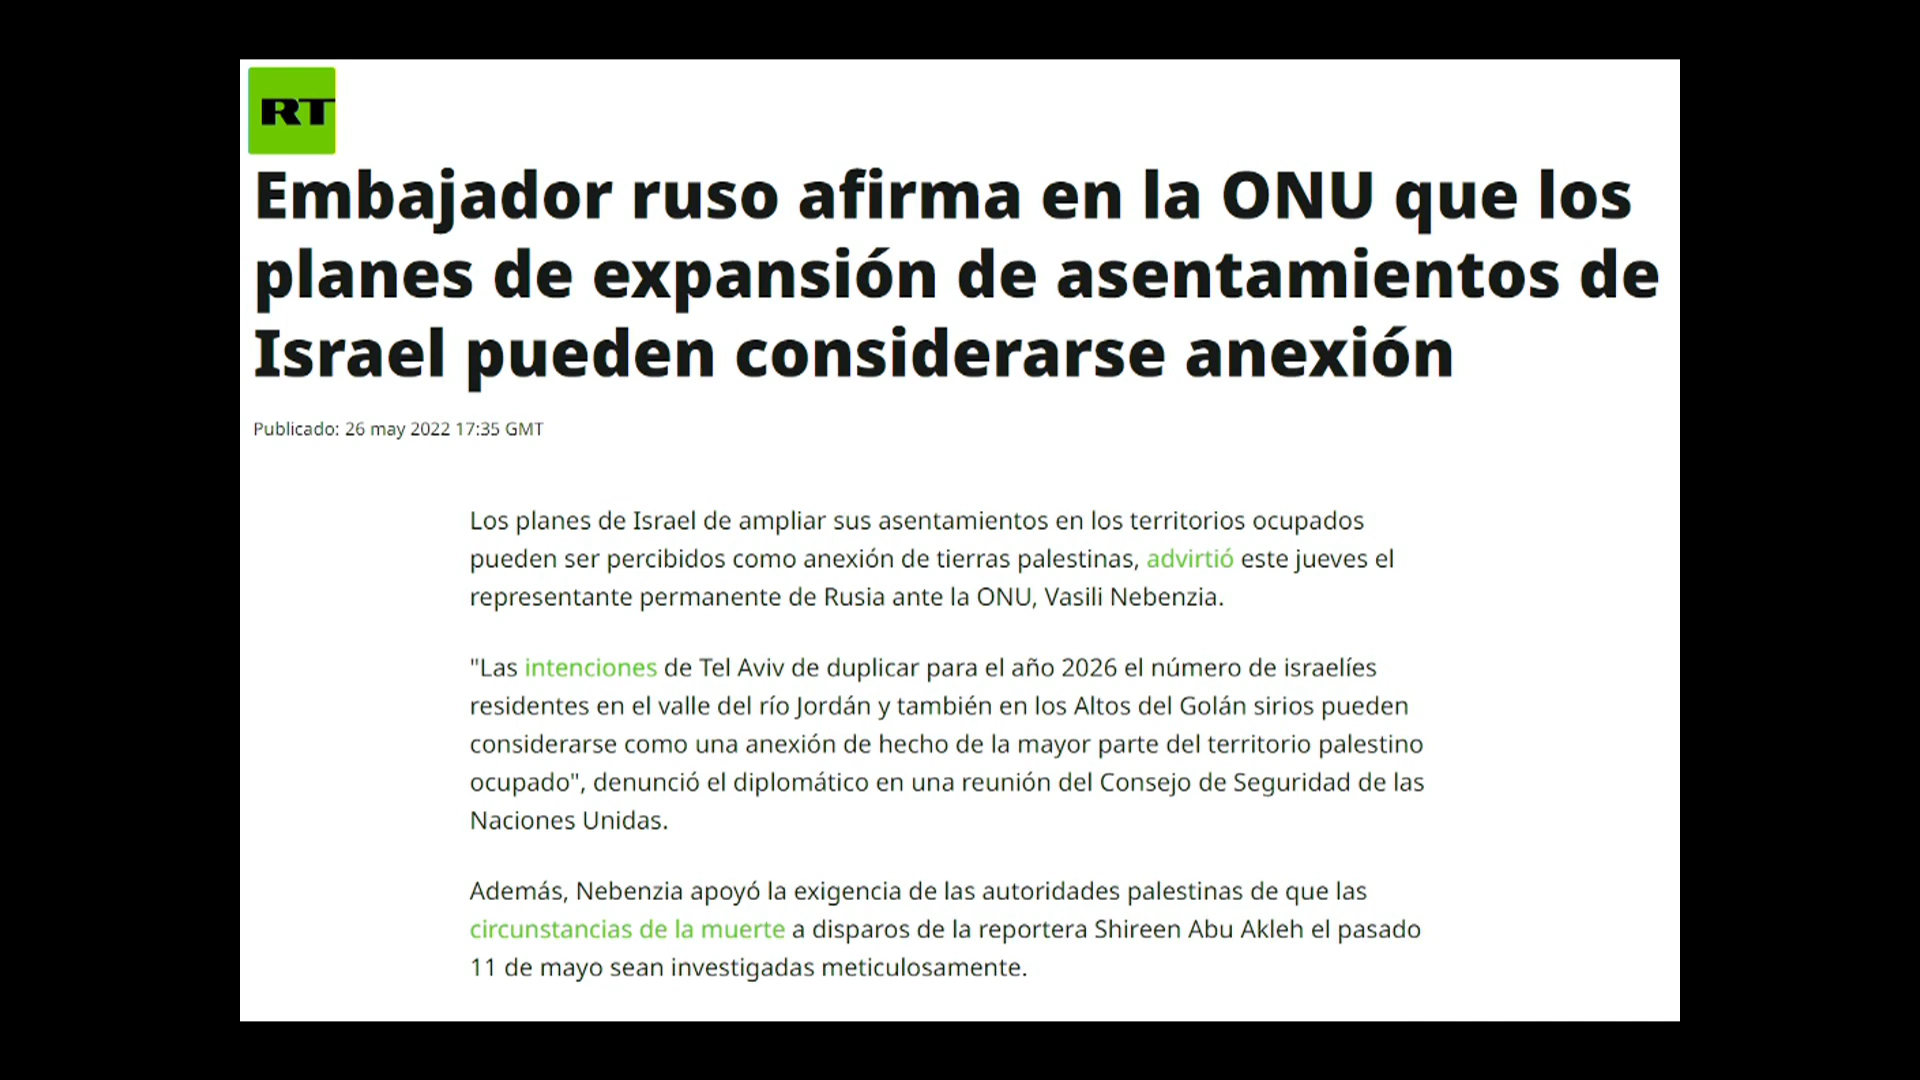 RT
Embajador ruso afirma en la ONU que los
planes de expansión de asentamientos de
Israel pueden considerarse anexión
Publicado: 26 may 2022 17:35 GMT
Los planes de Israel de ampliar sus asentamientos en los territorios ocupados
pueden ser percibidos como anexión de tierras palestinas, advirtió este jueves el
representante permanente de Rusia ante la ONU, Vasili Nebenzia.
"Las intenciones de Tel Aviv de duplicar para el año 2026 el número de israelíes
residentes en el valle del río Jordán y también en los Altos del Golán sirios pueden
considerarse como una anexión de hecho de la mayor parte del territorio palestino
ocupado", denunció el diplomático en una reunión del Consejo de Seguridad de las
Naciones Unidas.
Además, Nebenzia apoyó la exigencia de las autoridades palestinas de que las
circunstancias de la muerte a disparos de la reportera Shireen Abu Akleh el pasado
11 de mayo sean investigadas meticulosamente.